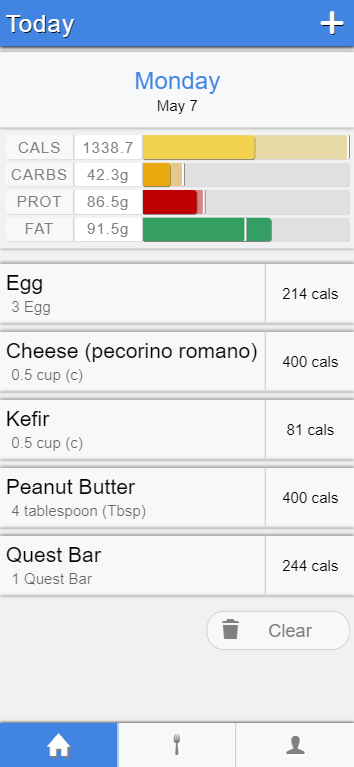 Today
Monday
May 7
CALS 1338.7
CARBS 42.3g
PROT 86.5g
FAT 91.5g
Egg
3 Egg
214 cals
Cheese (pecorino romano)
0.5 cup (c)
400 cals
Kefir
0.5 cup (c)
81 cals
Peanut Butter
4 tablespoon (Tbsp)
400 cals
Quest Bar
1 Quest Bar
244 cals
Clear